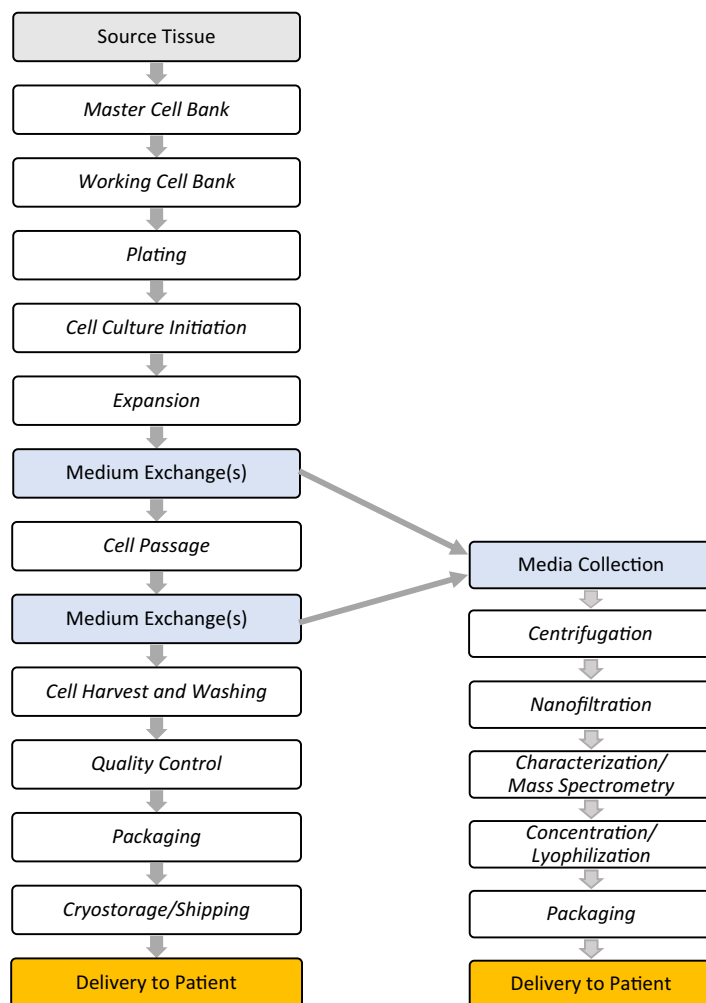 Source Tissue
Master Cell Bank
Working Cell Bank
Plating
Cell Culture Initiation
Expansion
Medium Exchange(s)
Cell Passage
Medium Exchange(s)
Cell Harvest and Washing
Quality Control
Packaging
Cryostorage/Shipping
Delivery to Patient
Media Collection
Centrifugation
Nanofiltration
Characterization/
Mass Spectrometry
Concentration/
Lyophilization
Packaging
Delivery to Patient